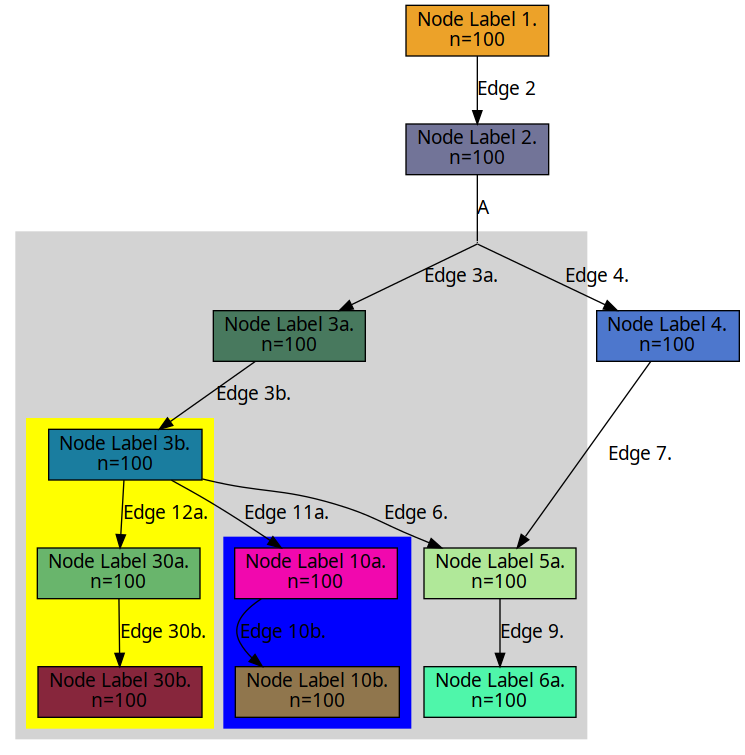 Node Label 1.
n=100
Edge 2
Node Label 2.
n=100
A
Edge 3a.
Edge 4.
Node Label 3a.
n=100
Node Label 4.
n=100
Edge 3b.
Node Label 3b.
n=100
Edge 7.
Edge 12a.
Edge 11a.
Edge 6.
Node Label 30a.
n=100
Node Label 10a.
n=100
Node Label 5a.
n=100
Edge 30b.
Edge 10b.
Edge 9.
Node Label 30b.
n=100
Node Label 10b.
n=100
Node Label 6a.
n=100